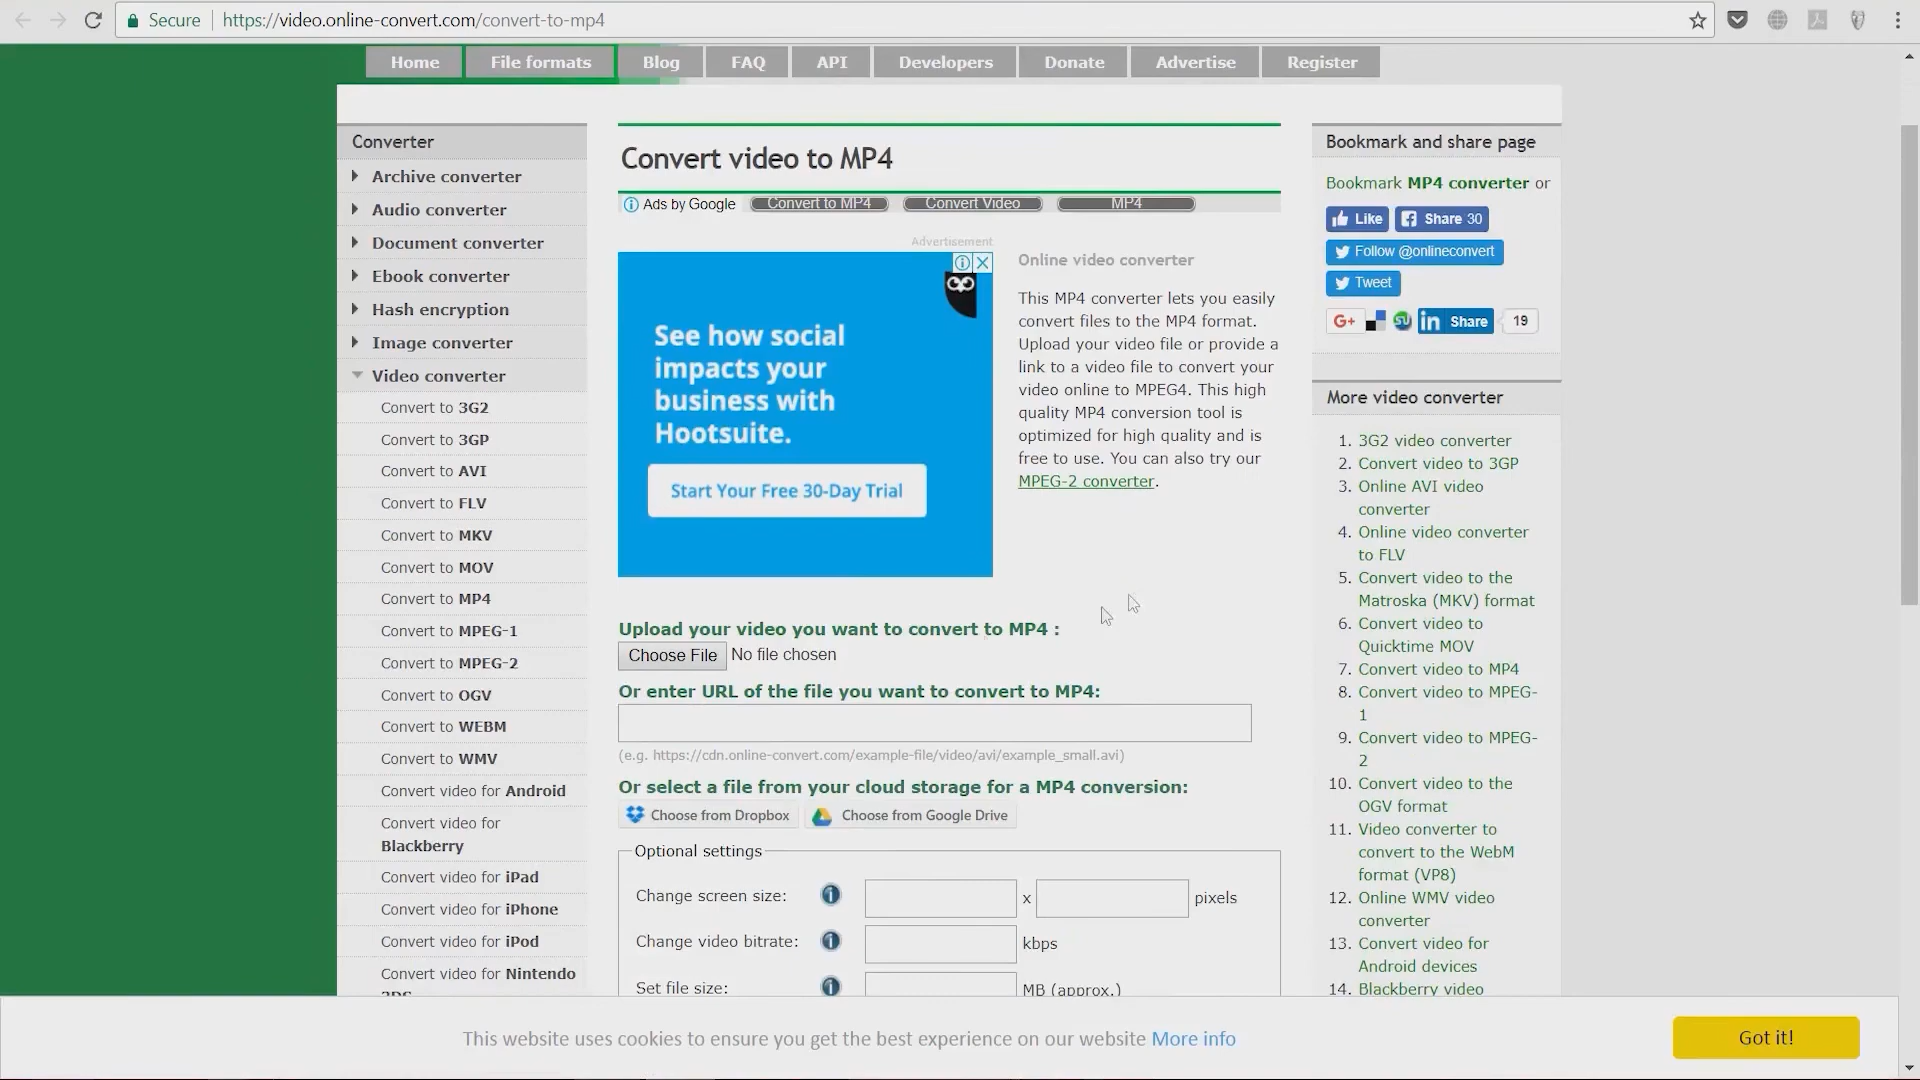 Secure https://video.online-convert.com/convert-to-mp4
Home File formats Blog FAQ API Developers Donate Advertise Register
Converter
Archive converter
Audio converter
Document converter
Ebook converter
Hash encryption
Image converter
Video converter
Convert to 3G2
Convert to 3GP
Convert to AVI
Convert to FLV
Convert to MKV
Convert to MOV
Convert to MP4
Convert to MPEG-1
Convert to MPEG-2
Convert to OGV
Convert to WEBM
Convert to WMV
Convert video for Android
Convert video for
Blackberry
Convert video for iPad
Convert video for iPhone
Convert video for iPod
Convert video for Nintendo
3DS
Convert video to MP4
Ads by Google Convert to MP4 Convert Video MP4
Advertisement
See how social
impacts your
business with
Hootsuite.
Start Your Free 30-Day Trial
Online video converter
This MP4 converter lets you easily
convert files to the MP4 format.
Upload your video file or provide a
link to a video file to convert your
video online to MPEG4. This high
quality MP4 conversion tool is
optimized for high quality and is
free to use. You can also try our
MPEG-2 converter.
Upload your video you want to convert to MP4 :
Choose File No file chosen
Or enter URL of the file you want to convert to MP4:
(e.g. https://cdn.online-convert.com/example-file/video/avi/example_small.avi)
Or select a file from your cloud storage for a MP4 conversion:
Choose from Dropbox Choose from Google Drive
Optional settings
Change screen size: x pixels
Change video bitrate: kbps
Set file size: MB (approx.)
Bookmark and share page
Bookmark MP4 converter or
Like Share 30
Follow @onlineconvert
Tweet
G+ in Share 19
More video converter
1. 3G2 video converter
2. Convert video to 3GP
3. Online AVI video
converter
4. Online video converter
to FLV
5. Convert video to the
Matroska (MKV) format
6. Convert video to
Quicktime MOV
7. Convert video to MP4
8. Convert video to MPEG-
1
9. Convert video to MPEG-
2
10. Convert video to the
OGV format
11. Video converter to
convert to the WebM
format (VP8)
12. Online WMV video
converter
13. Convert video for
Android devices
14. Blackberry video
This website uses cookies to ensure you get the best experience on our website More info
Got it!